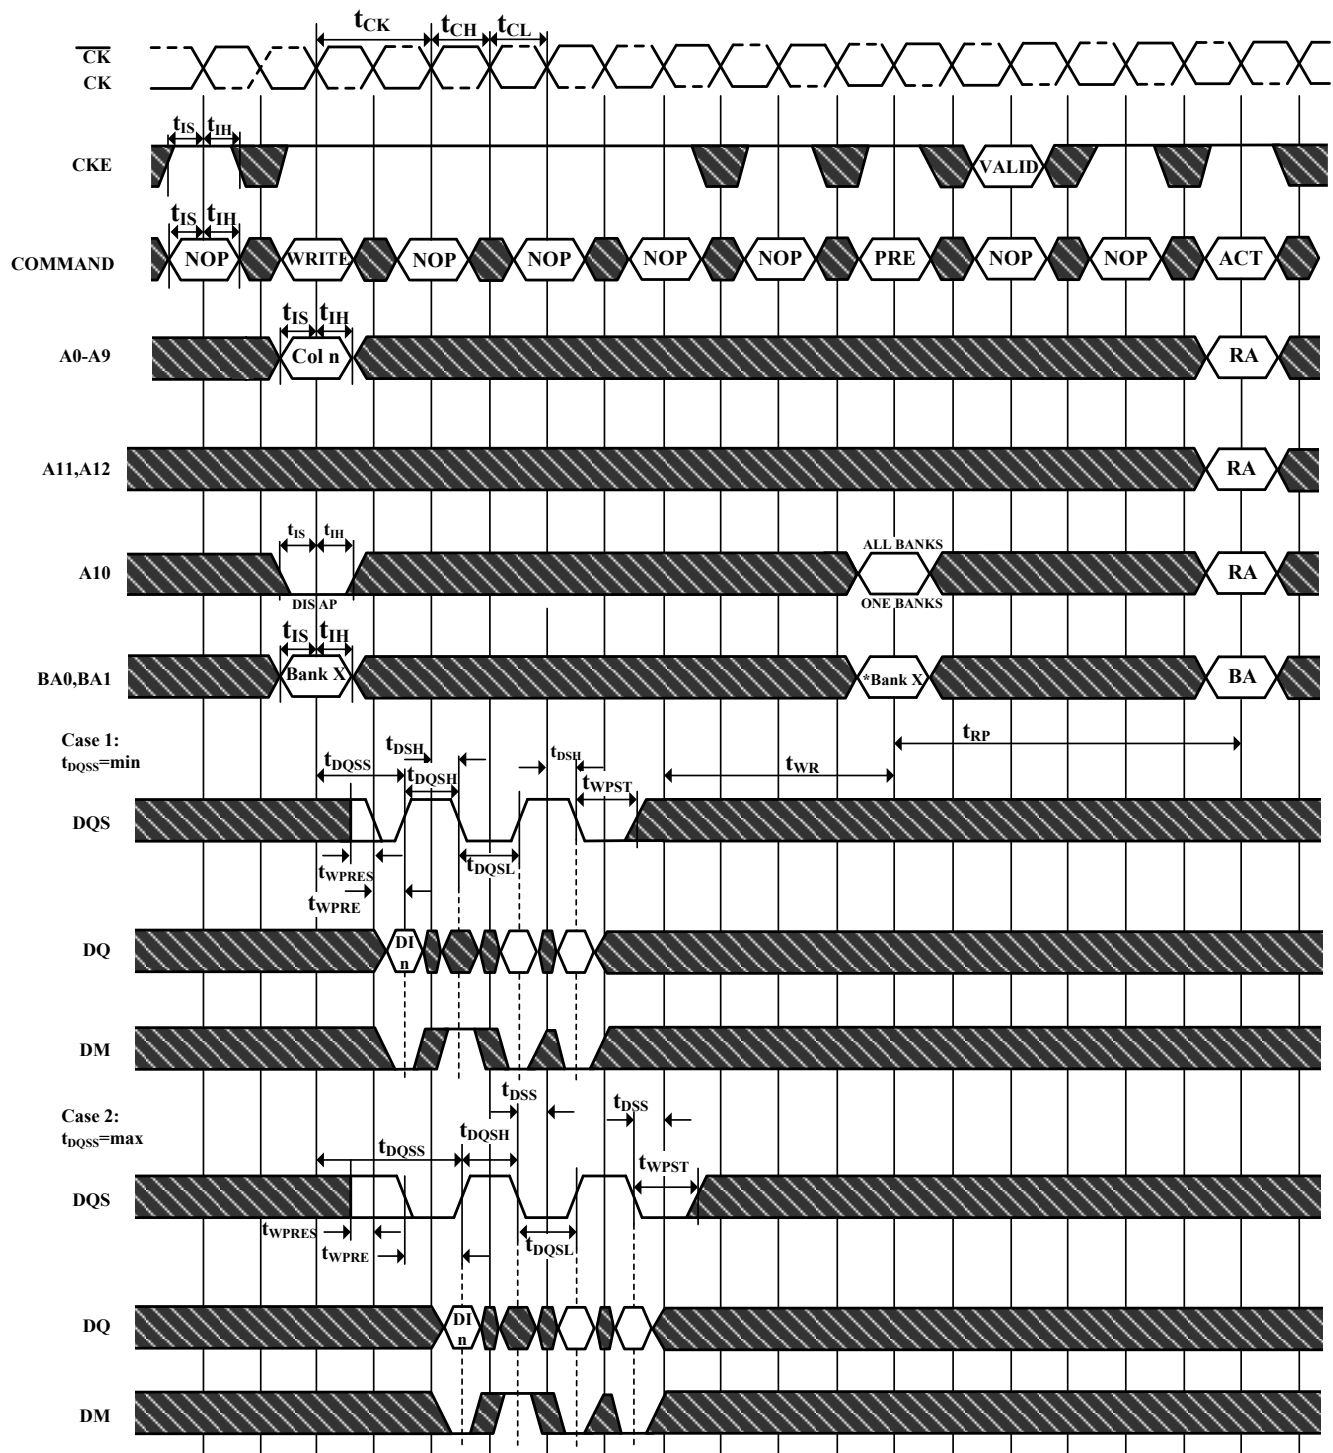 tCK tCH tCL
CK
CK
tIS tIH
CKE VALID
tIS tIH
COMMAND NOP WRITE NOP NOP NOP NOP PRE NOP NOP ACT
tIS tIH
A0-A9 Col n RA
A11,A12 RA
tIS tIH ALL BANKS
A10 RA
DIS AP ONE BANKS
tIS tIH
BA0,BA1 Bank X *Bank X BA
Case 1:
tDQSS=min
tDSH tDSH tRP
tDQSS tDQSH tWPST tWR
DQS
tWPRES tDQSL
tWPRE
DQ DI n
DM
Case 2:
tDQSS=max
tDSS tDSS
tDQSS tDQSH tWPST
DQS
tWPRES tWPRE tDQSL
DQ DI n
DM